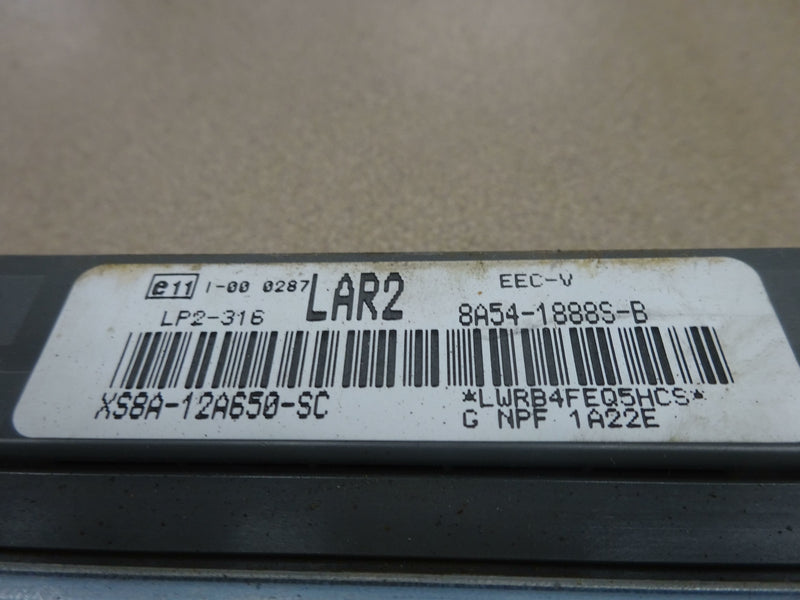 e11 I-00 0287 LAR2 EEC-V
LP2-316 8A54-1888S-B
XS8A-12A650-SC *LWRB4FEQ5HCS*
G NPF 1A22E